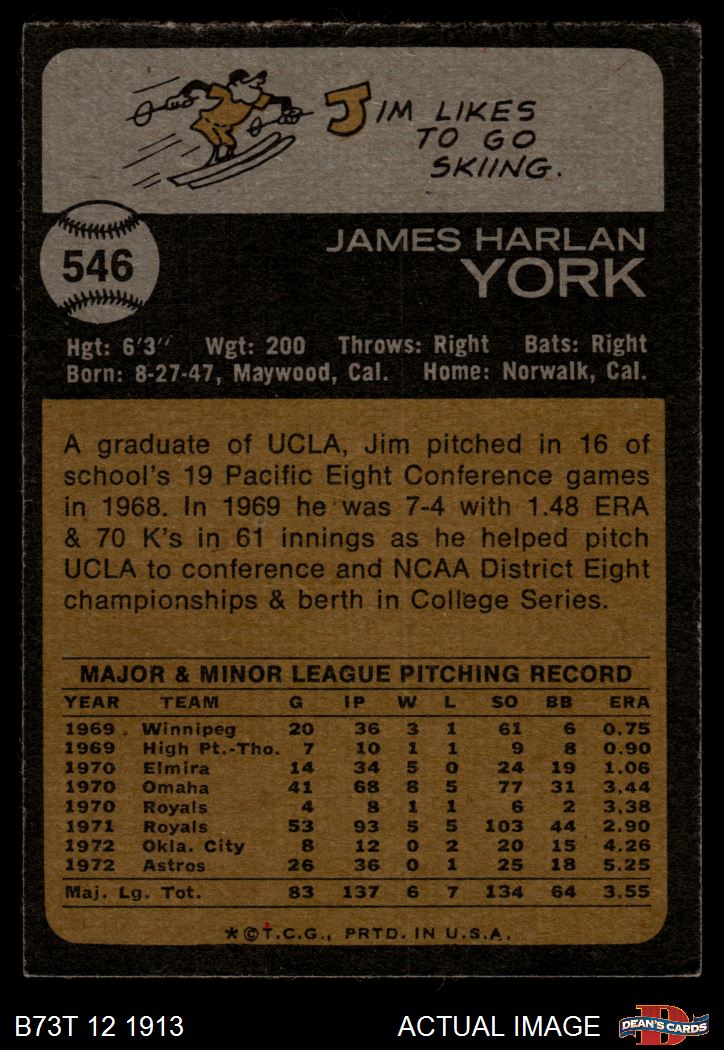 JIM LIKES
TO GO
SKIING.
546
JAMES HARLAN
YORK
Hgt: 6'3" Wgt: 200 Throws: Right Bats: Right
Born: 8-27-47, Maywood, Cal. Home: Norwalk, Cal.
A graduate of UCLA, Jim pitched in 16 of
school's 19 Pacific Eight Conference games
in 1968. In 1969 he was 7-4 with 1.48 ERA
& 70 K's in 61 innings as he helped pitch
UCLA to conference and NCAA District Eight
championships & berth in College Series.
MAJOR & MINOR LEAGUE PITCHING RECORD
YEAR TEAM G IP W L SO BB ERA
1969 Winnipeg 20 36 3 1 61 6 0.75
1969 High Pt.-Tho. 7 10 1 1 9 8 0.90
1970 Elmira 14 34 5 0 24 19 1.06
1970 Omaha 41 68 8 5 77 31 3.44
1970 Royals 4 8 1 1 6 2 3.38
1971 Royals 53 93 5 5 103 44 2.90
1972 Okla. City 8 12 0 2 20 15 4.26
1972 Astros 26 36 0 1 25 18 5.25
Maj. Lg. Tot. 83 137 6 7 134 64 3.55
*©T.C.G., PRTD. IN U.S.A.
B73T 12 1913 ACTUAL IMAGE DEAN'S CARDS